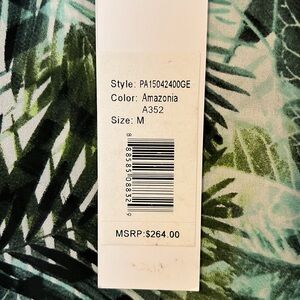 Style: PA15042400GE
Color: Amazonia
A352
Size: M
MSRP:$264.00